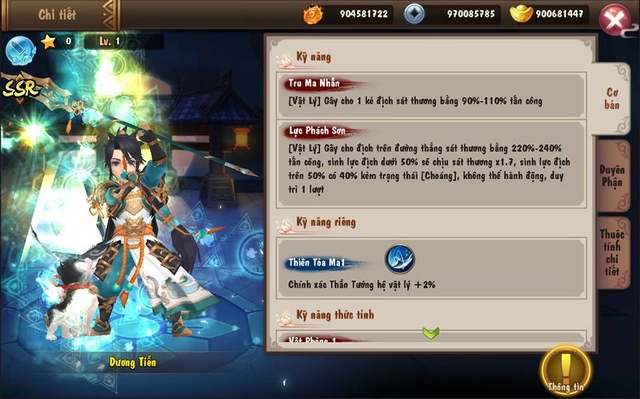 Chi tiết
904581722
970085785
900681447
0
Lv. 1
SSR
Kỹ năng
Tru Ma Nhẫn
[Vật Lý] Gây cho 1 kẻ địch sát thương bằng 90%-110% tấn công
Lực Phách Sơn
[Vật Lý] Gây cho địch trên đường thẳng sát thương bằng 220%-240%
tấn công, sinh lực địch dưới 50% sẽ chịu sát thương x1.7, sinh lực địch
trên 50% có 40% kèm trạng thái [Choáng], không thể hành động, duy
trì 1 lượt
Kỹ năng riêng
Thiên Tỏa Ma1
Chính xác Thần Tướng hệ vật lý +2%
Kỹ năng thức tỉnh
Vật Phòng 1
Cơ
bản
Duyên
Phận
Thuộc
tính
chi
tiết
Dương Tiễn
Thông tin